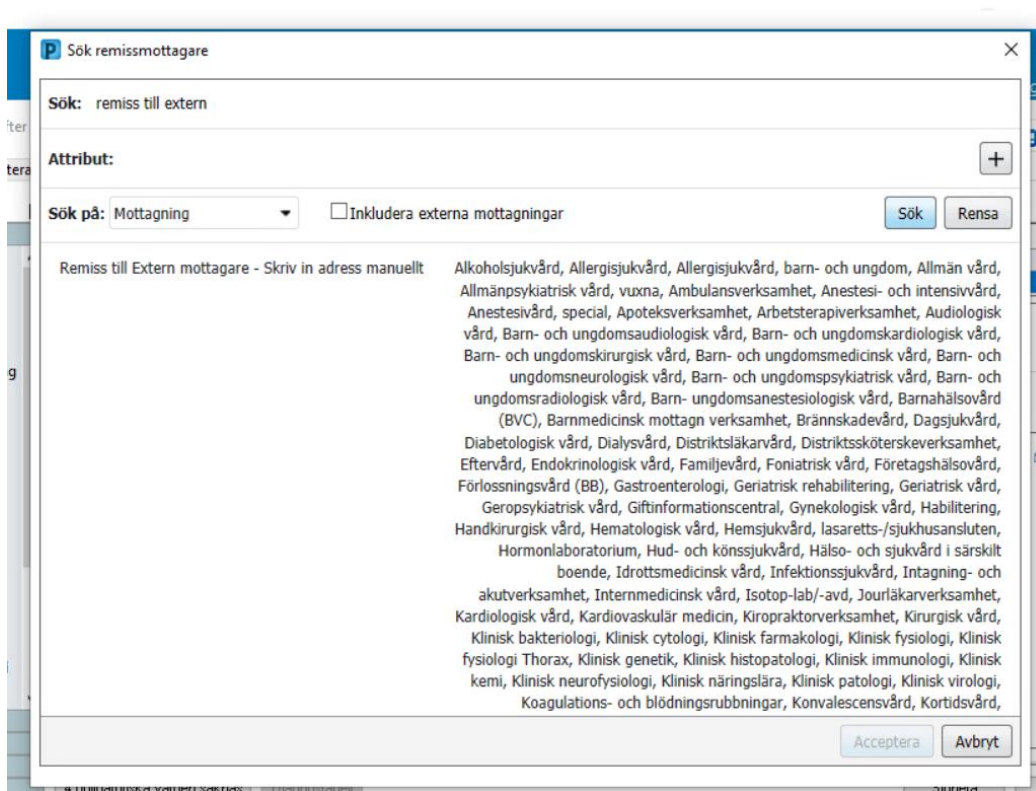 Sök remissmottagare
Sök: remiss till extern
Attribut:
Sök på: Mottagning Inkludera externa mottagningar Sök Rensa
Remiss till Extern mottagare - Skriv in adress manuellt
Alkoholsjukvård, Allergisjukvård, Allergisjukvård, barn- och ungdom, Allmän vård,
Allmänpsykiatrisk vård, vuxna, Ambulansverksamhet, Anestesi- och intensivvård,
Anestesivård, special, Apoteksverksamhet, Arbetsterapiverksamhet, Audiologisk
vård, Barn- och ungdomsaudiologisk vård, Barn- och ungdomskardiologisk vård,
Barn- och ungdomskirurgisk vård, Barn- och ungdomsmedicinsk vård, Barn- och
ungdomsneurologisk vård, Barn- och ungdomspsykiatrisk vård, Barn- och
ungdomsradiologisk vård, Barn- ungdomsanestesiologisk vård, Barnahälsovård
(BVC), Barnmedicinsk mottagn verksamhet, Brännskadevård, Dagsjukvård,
Diabetologisk vård, Dialysvård, Distriktsläkarvård, Distriktssköterskeverksamhet,
Eftervård, Endokrinologisk vård, Familjevård, Foniatrisk vård, Företagshälsovård,
Förlossningsvård (BB), Gastroenterologi, Geriatrisk rehabilitering, Geriatrisk vård,
Geropsykiatrisk vård, Giftinformationscentral, Gynekologisk vård, Habilitering,
Handkirurgisk vård, Hematologisk vård, Hemsjukvård, lasaretts-/sjukhusansluten,
Hormonlaboratorium, Hud- och könssjukvård, Hälso- och sjukvård i särskilt
boende, Idrottsmedicinsk vård, Infektionssjukvård, Intagning- och
akutverksamhet, Internmedicinsk vård, Isotop-lab/-avd, Jourläkarverksamhet,
Kardiologisk vård, Kardiovaskulär medicin, Kiropraktorverksamhet, Kirurgisk vård,
Klinisk bakteriologi, Klinisk cytologi, Klinisk farmakologi, Klinisk fysiologi, Klinisk
fysiologi Thorax, Klinisk genetik, Klinisk histopatologi, Klinisk immunologi, Klinisk
kemi, Klinisk neurofysiologi, Klinisk näringslära, Klinisk patologi, Klinisk virologi,
Koagulations- och blödningsrubbningar, Konvalescensvård, Kortidsvård,
Acceptera Avbryt